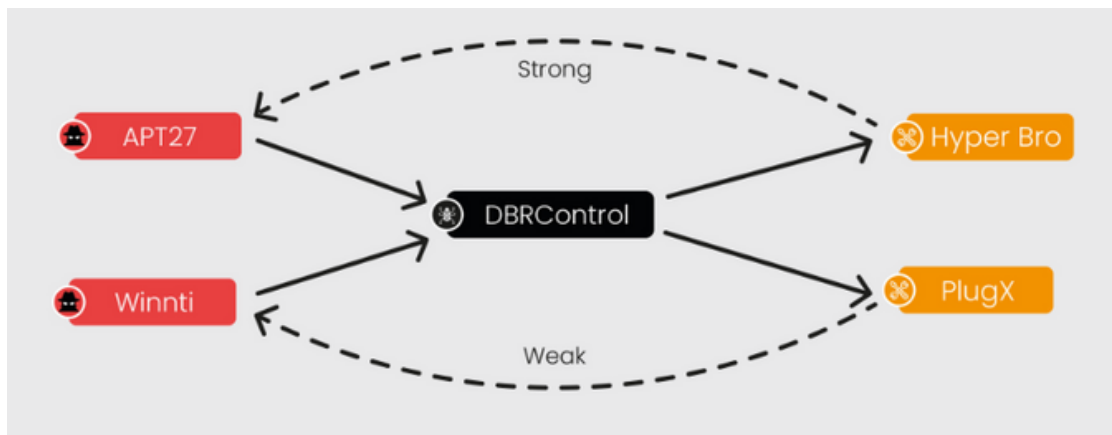 Strong
APT27
Hyper Bro
DBRControl
Winnti
PlugX
Weak